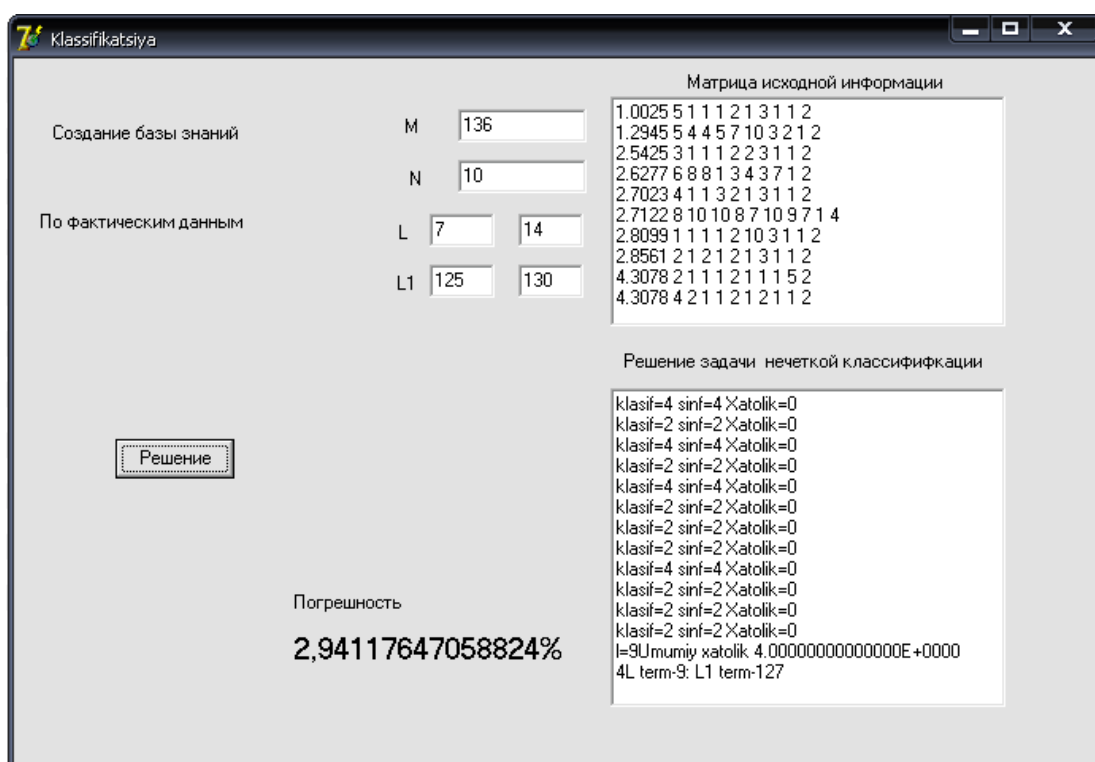 Klassifikatsiya
Матрица исходной информации
Создание базы знаний
M 136
N 10
По фактическим данным
L 7 14
L1 125 130
1.0025 5 1 1 1 2 1 3 1 1 2
1.2945 5 4 4 5 7 10 3 2 1 2
2.5425 3 1 1 1 2 2 3 1 1 2
2.6277 6 8 8 1 3 4 3 7 1 2
2.7023 4 1 1 3 2 1 3 1 1 2
2.7122 8 10 10 8 7 10 9 7 1 4
2.8099 1 1 1 1 2 10 3 1 1 2
2.8561 2 1 2 1 2 1 3 1 1 2
4.3078 2 1 1 1 2 1 1 1 5 2
4.3078 4 2 1 1 2 1 2 1 1 2
Решение задачи нечеткой классифифкации
Решение
klasif=4 sinf=4 Xatolik=0
klasif=2 sinf=2 Xatolik=0
klasif=4 sinf=4 Xatolik=0
klasif=2 sinf=2 Xatolik=0
klasif=4 sinf=4 Xatolik=0
klasif=2 sinf=2 Xatolik=0
klasif=2 sinf=2 Xatolik=0
klasif=2 sinf=2 Xatolik=0
klasif=4 sinf=4 Xatolik=0
klasif=2 sinf=2 Xatolik=0
klasif=2 sinf=2 Xatolik=0
klasif=2 sinf=2 Xatolik=0
l=9Umumiy xatolik 4.00000000000000E+0000
4L term-9: L1 term-127
Погрешность
2,94117647058824%